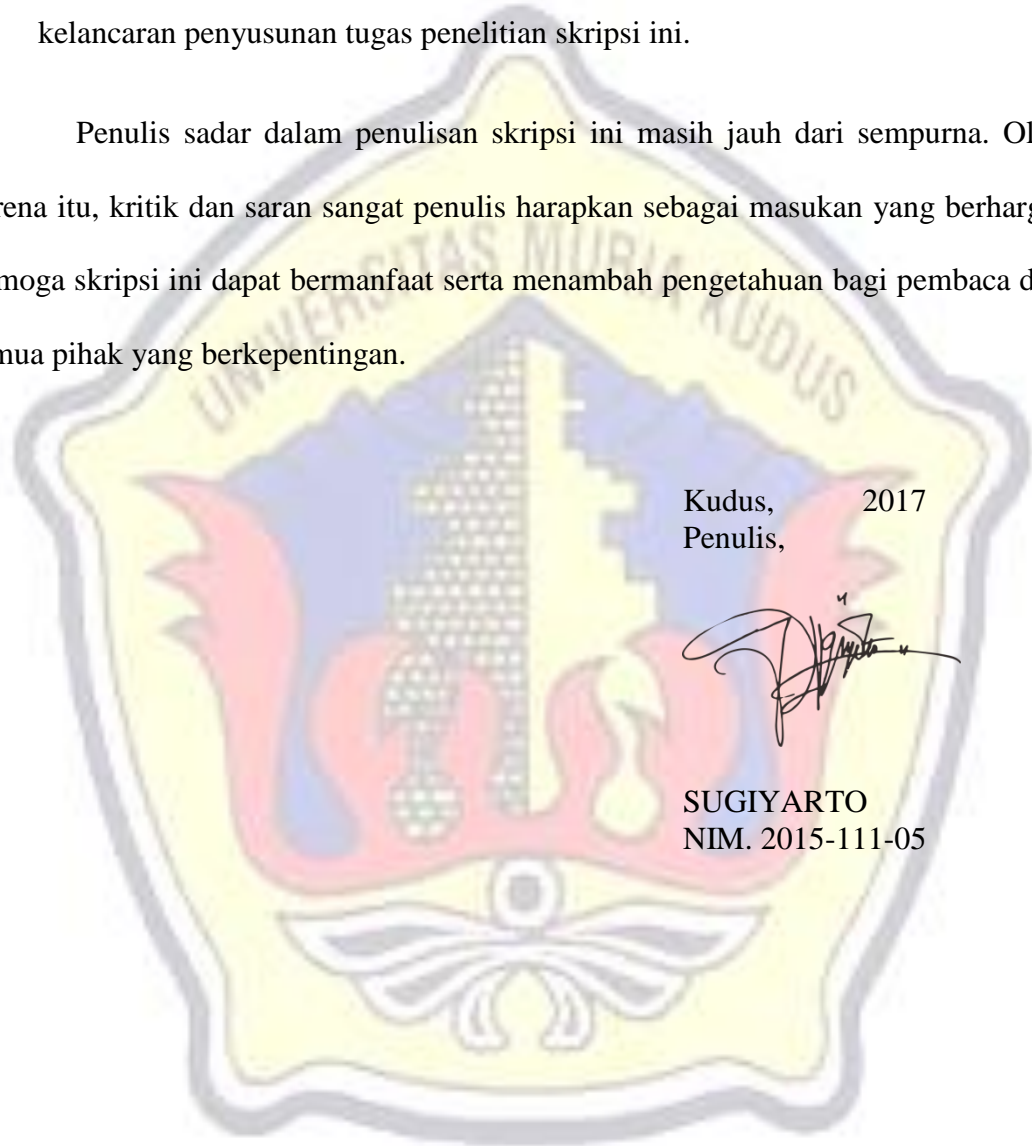 kelancaran penyusunan tugas penelitian skripsi ini.
Penulis sadar dalam penulisan skripsi ini masih jauh dari sempurna. Ol
rena itu, kritik dan saran sangat penulis harapkan sebagai masukan yang berharg
moga skripsi ini dapat bermanfaat serta menambah pengetahuan bagi pembaca d
mua pihak yang berkepentingan.
UNIVERSITAS MURIA KUDUS
Kudus, 2017
Penulis,
SUGIYARTO
NIM. 2015-111-05